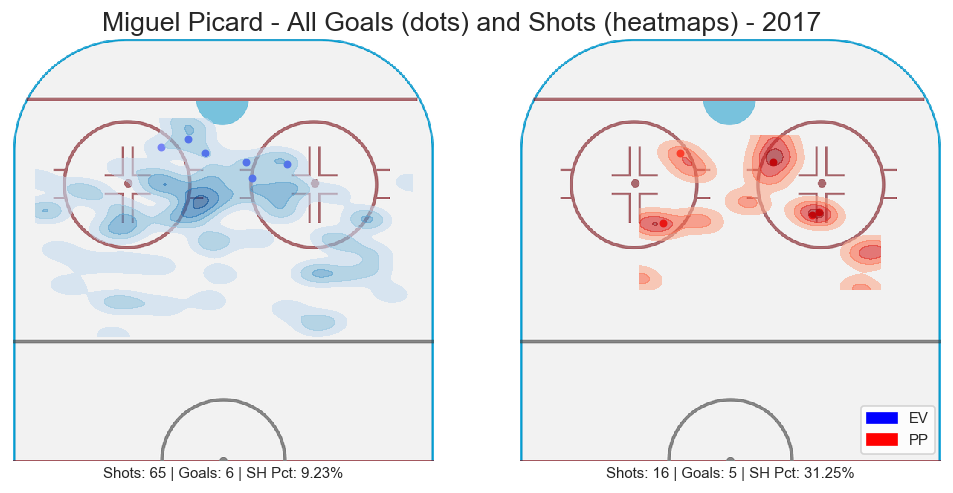 Miguel Picard - All Goals (dots) and Shots (heatmaps) - 2017
EV
PP
Shots: 65 | Goals: 6 | SH Pct: 9.23%
Shots: 16 | Goals: 5 | SH Pct: 31.25%